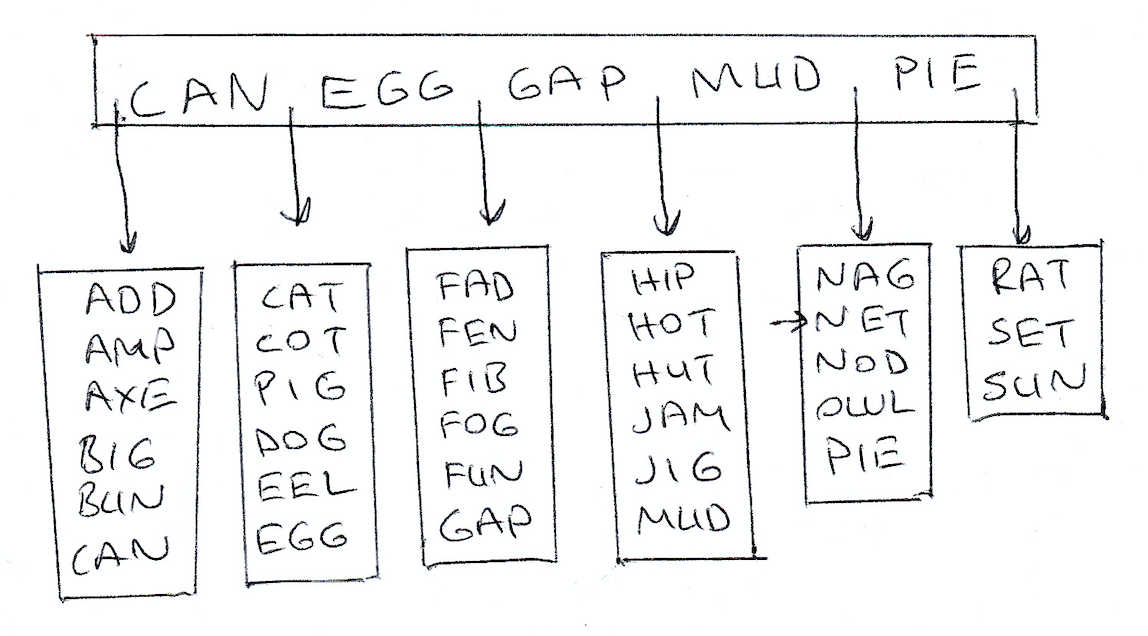 CAN EGG GAP MUD PIE
ADD
AMP
AXE
BIG
BUN
CAN
CAT
COT
PIG
DOG
EEL
EGG
FAD
FEN
FIB
FOG
FUN
GAP
HIP
HOT
HUT
JAM
JIG
MUD
NAG
NET
NOD
OWL
PIE
RAT
SET
SUN